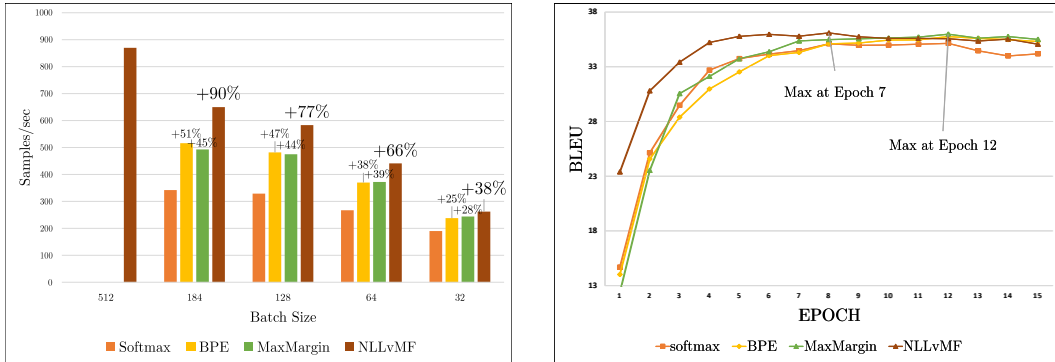 1000
900
800
700
600
500
400
300
200
100
0
Samples/sec
+90%
+51%
+45%
+77%
+47%
+44%
+66%
+38%
+39%
+38%
+25%
+28%
512 184 128 64 32
Batch Size
Softmax BPE MaxMargin NLLvMF
BLEU
38
33
28
23
18
13
Max at Epoch 7
Max at Epoch 12
1 2 3 4 5 6 7 8 9 10 11 12 13 14 15
EPOCH
softmax BPE MaxMargin NLLvMF